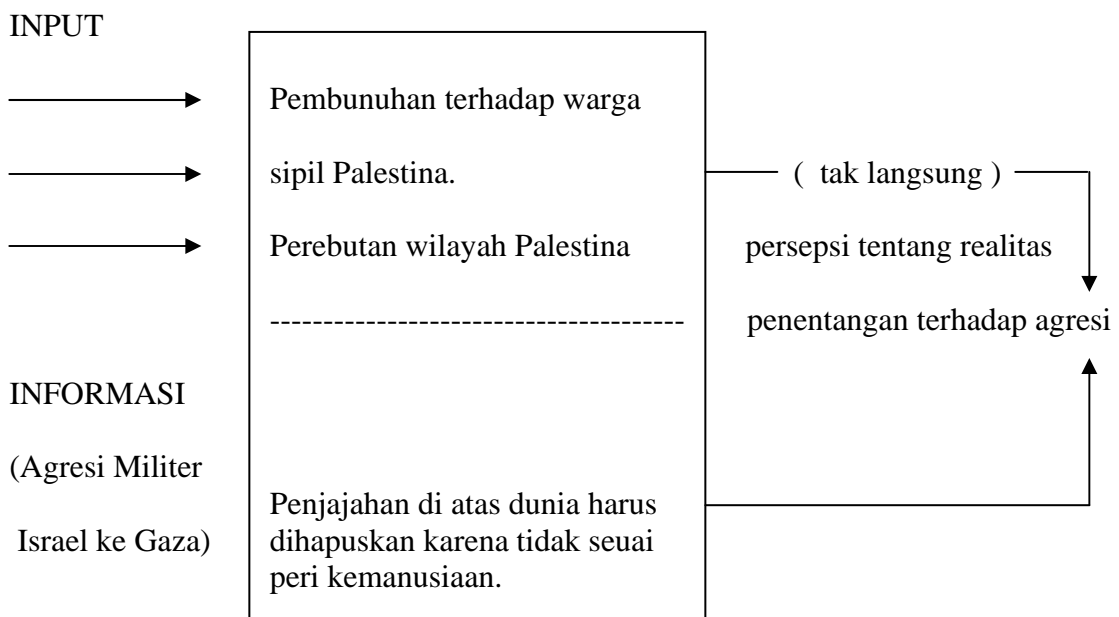 INPUT
Pembunuhan terhadap warga
sipil Palestina.
( tak langsung )
Perebutan wilayah Palestina
persepsi tentang realitas
---------------------------------------
penentangan terhadap agresi
INFORMASI
(Agresi Militer
Israel ke Gaza)
Penjajahan di atas dunia harus
dihapuskan karena tidak seuai
peri kemanusiaan.